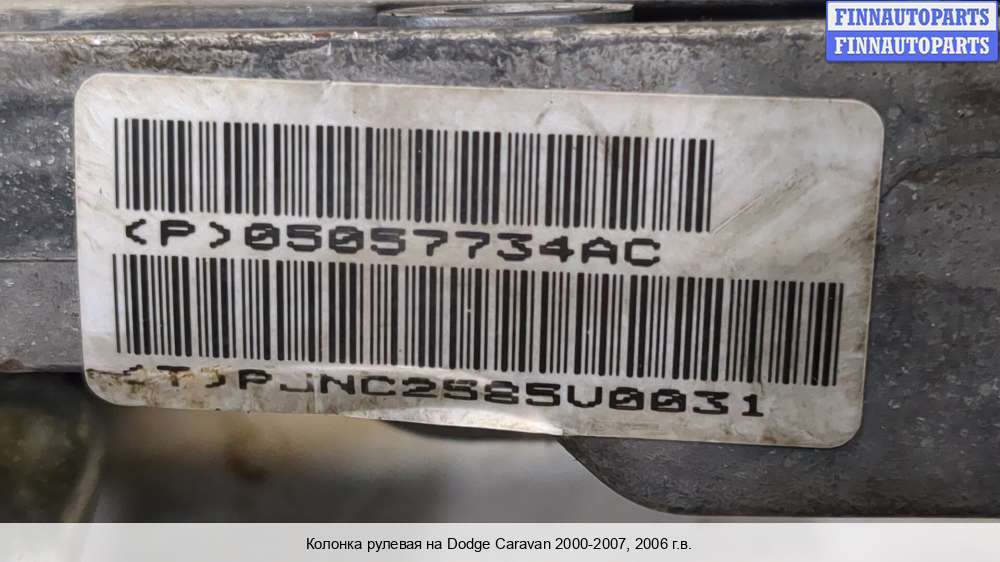 FINNAUTOPARTS
FINNAUTOPARTS
(P)05057734AC
(T)PJNC2585V0031
Колонка рулевая на Dodge Caravan 2000-2007, 2006 г.в.